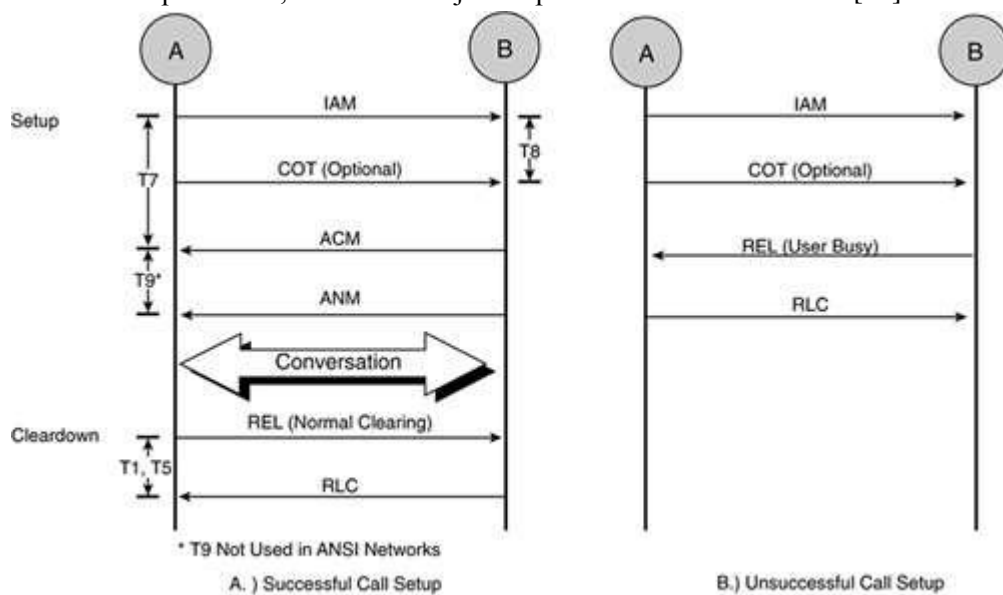 A
B
A
B
Setup
IAM
IAM
T8
T7
COT (Optional)
COT (Optional)
ACM
REL (User Busy)
T9*
ANM
RLC
Conversation
Cleardown
REL (Normal Clearing)
T1, T5
RLC
* T9 Not Used in ANSI Networks
A. ) Successful Call Setup
B.) Unsuccessful Call Setup